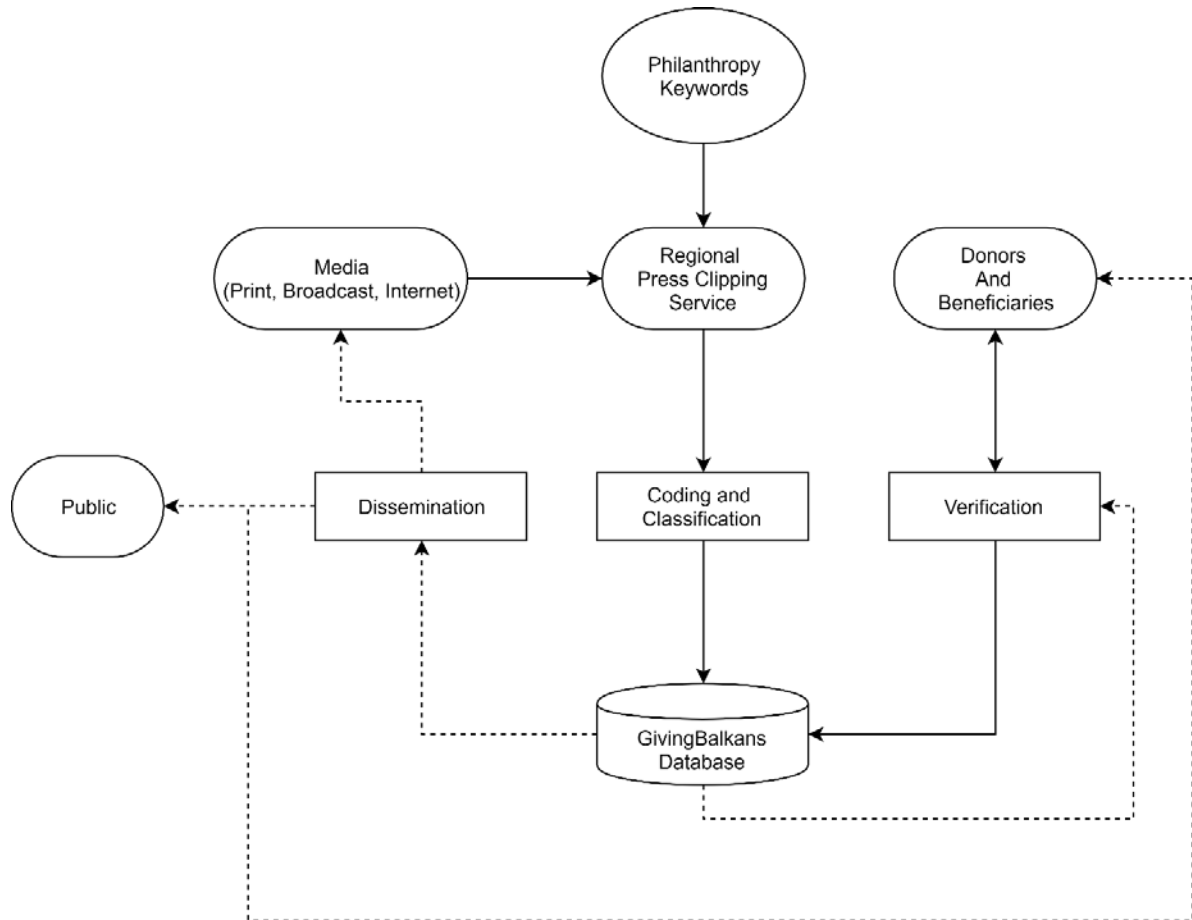 Philanthropy
Keywords
Media
(Print, Broadcast, Internet)
Regional
Press Clipping
Service
Donors
And
Beneficiaries
Public
Dissemination
Coding and
Classification
Verification
GivingBalkans
Database